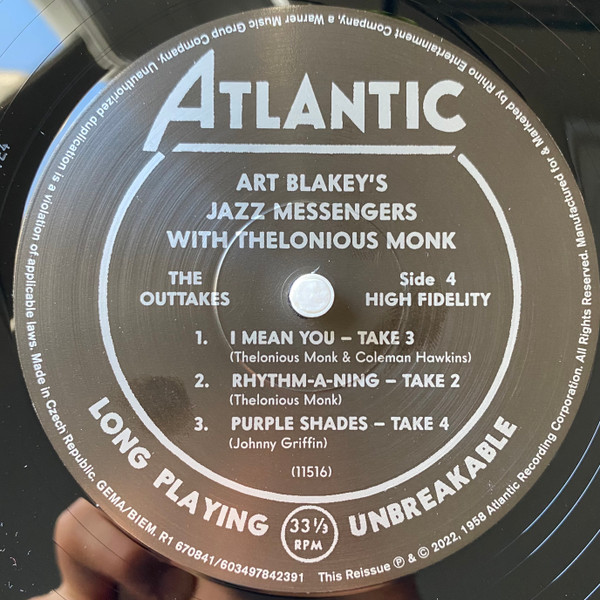 ATLANTIC
ART BLAKEY'S
JAZZ MESSENGERS
WITH THELONIOUS MONK
THE
OUTTAKES
Side 4
HIGH FIDELITY
1. I MEAN YOU – TAKE 3
(Thelonious Monk & Coleman Hawkins)
2. RHYTHM-A-NING – TAKE 2
(Thelonious Monk)
3. PURPLE SHADES – TAKE 4
(Johnny Griffin)
(11516)
LONG PLAYING
33 1/3
RPM
UNBREAKABLE
This Reissue ℗ & © 2022, 1958 Atlantic Recording Corporation. All Rights Reserved. Manufactured for & Marketed by Rhino Entertainment Company, a Warner Music Group Company. Unauthorized duplication is a violation of applicable laws. Made in Czech Republic. GEMA/BIEM. R1 670841/603497842391